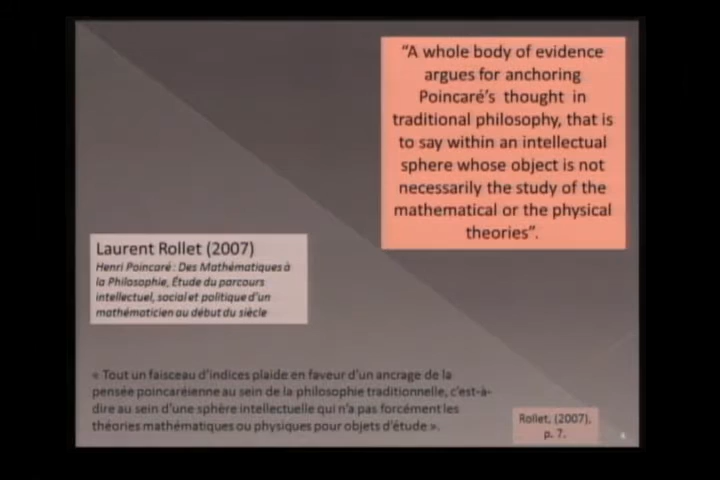 “A whole body of evidence
argues for anchoring
Poincaré’s thought in
traditional philosophy, that is
to say within an intellectual
sphere whose object is not
necessarily the study of the
mathematical or the physical
theories”.
Laurent Rollet (2007)
Henri Poincaré : Des Mathématiques à
la Philosophie, Étude du parcours
intellectuel, social et politique d’un
mathématicien au début du siècle
« Tout un faisceau d’indices plaide en faveur d’un ancrage de la
pensée poincaréienne au sein de la philosophie traditionnelle, c’est-à-
dire au sein d’une sphère intellectuelle qui n’a pas forcément les
théories mathématiques ou physiques pour objets d’étude ».
Rollet, (2007),
p. 7.